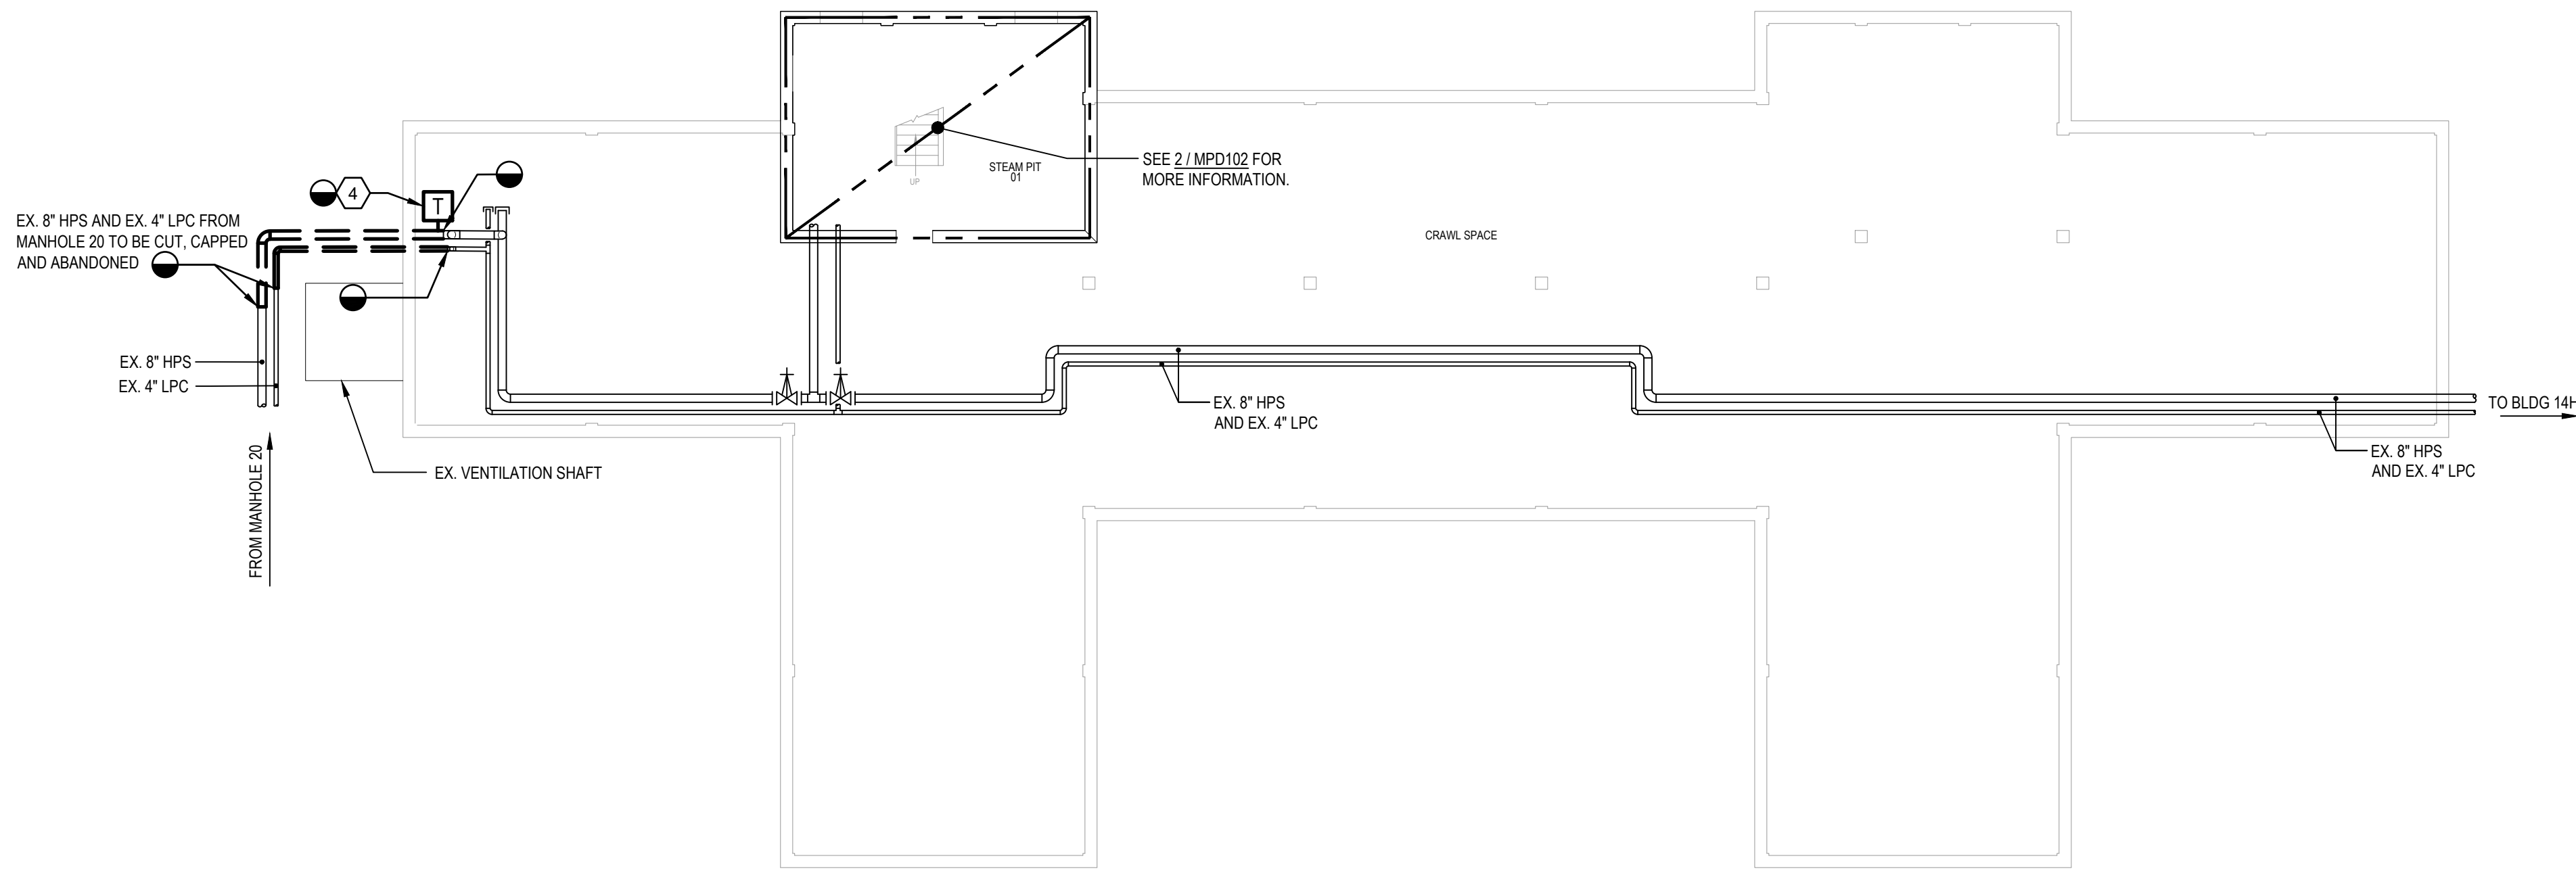 SEE 2 / MPD102 FOR
MORE INFORMATION.
STEAM PIT
01
UP
4
T
EX. 8" HPS AND EX. 4" LPC FROM
MANHOLE 20 TO BE CUT, CAPPED
AND ABANDONED
CRAWL SPACE
EX. 8" HPS
EX. 4" LPC
EX. 8" HPS
AND EX. 4" LPC
TO BLDG 14H
EX. 8" HPS
AND EX. 4" LPC
EX. VENTILATION SHAFT
FROM MANHOLE 20